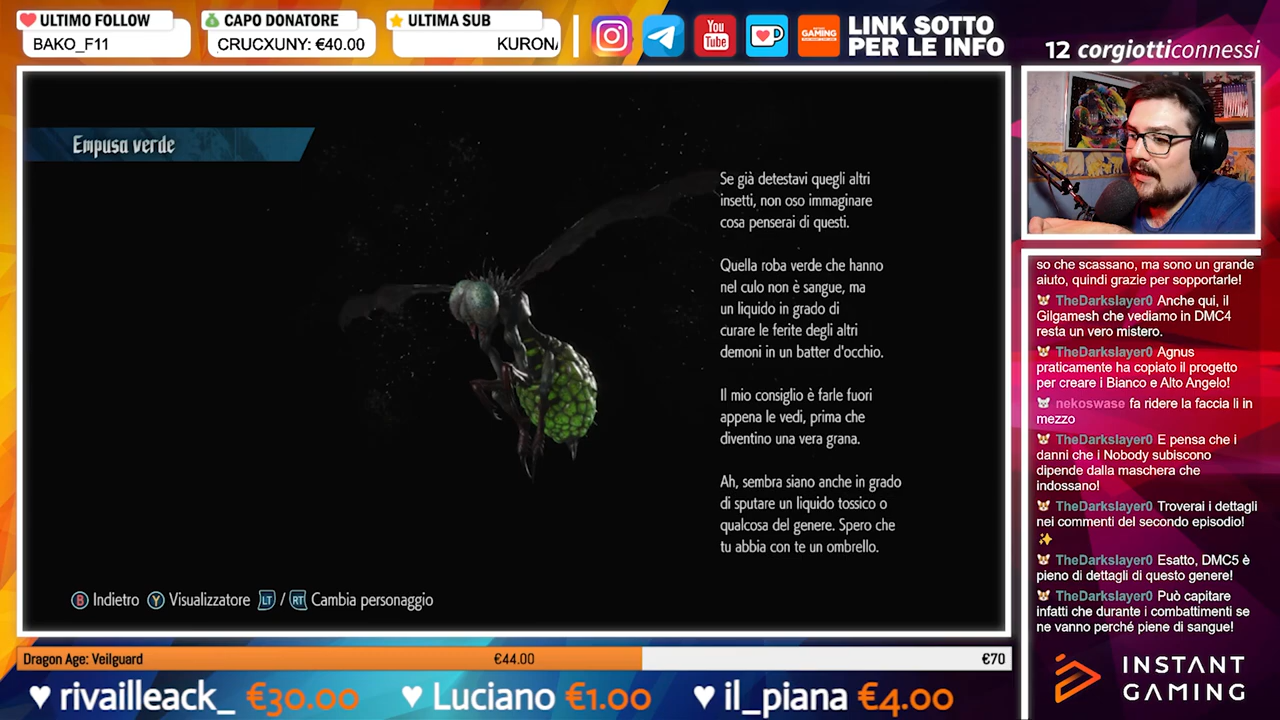 ULTIMO FOLLOW
BAKO_F11
CAPO DONATORE
CRUCXUNY: €40.00
ULTIMA SUB
KURONA
You
Tube
GAMING
LINK SOTTO
PER LE INFO
12 corgiotticonnessi
Empusa verde
Se già detestavi quegli altri
insetti, non oso immaginare
cosa penserai di questi.
Quella roba verde che hanno
nel culo non è sangue, ma
un liquido in grado di
curare le ferite degli altri
demoni in un batter d'occhio.
Il mio consiglio è farle fuori
appena le vedi, prima che
diventino una vera grana.
Ah, sembra siano anche in grado
di sputare un liquido tossico o
qualcosa del genere. Spero che
tu abbia con te un ombrello.
B Indietro Y Visualizzatore LT / RT Cambia personaggio
so che scassano, ma sono un grande
aiuto, quindi grazie per sopportarle!
TheDarkslayer0 Anche qui, il
Gilgamesh che vediamo in DMC4
resta un vero mistero.
TheDarkslayer0 Agnus
praticamente ha copiato il progetto
per creare i Bianco e Alto Angelo!
nekoswase fa ridere la faccia li in
mezzo
TheDarkslayer0 E pensa che i
danni che i Nobody subiscono
dipende dalla maschera che
indossano!
TheDarkslayer0 Troverai i dettagli
nei commenti del secondo episodio!
TheDarkslayer0 Esatto, DMC5 è
pieno di dettagli di questo genere!
TheDarkslayer0 Può capitare
infatti che durante i combattimenti se
ne vanno perché piene di sangue!
Dragon Age: Veilguard €44.00 €70
♥ rivailleack_ €30.00 ♥ Luciano €1.00 ♥ il_piana €4.00
INSTANT
GAMING